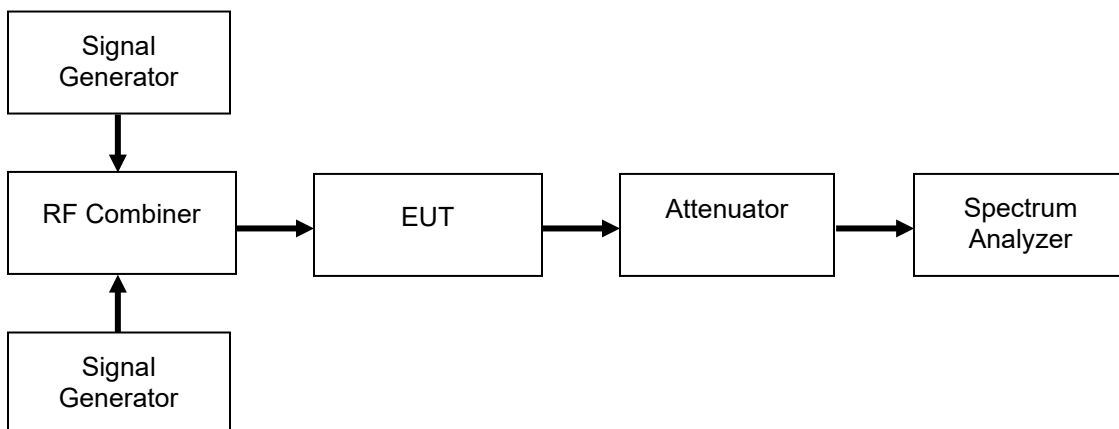 Signal
Generator
RF Combiner
EUT
Attenuator
Spectrum
Analyzer
Signal
Generator